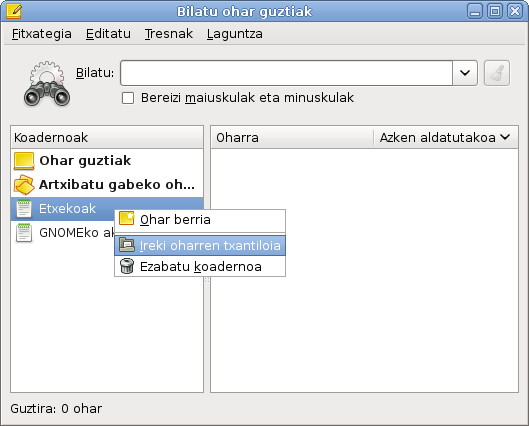 Bilatu ohar guztiak
Fitxategia Editatu Tresnak Laguntza
Bilatu:
Bereizi maiuskulak eta minuskulak
Koadernoak
Oharra Azken aldatutakoa
Ohar guztiak
Artxibatu gabeko oh...
Etxekoak
GNOMEko
Ohar berria
Ireki oharren txantiloia
Ezabatu koadernoa
Guztira: 0 ohar